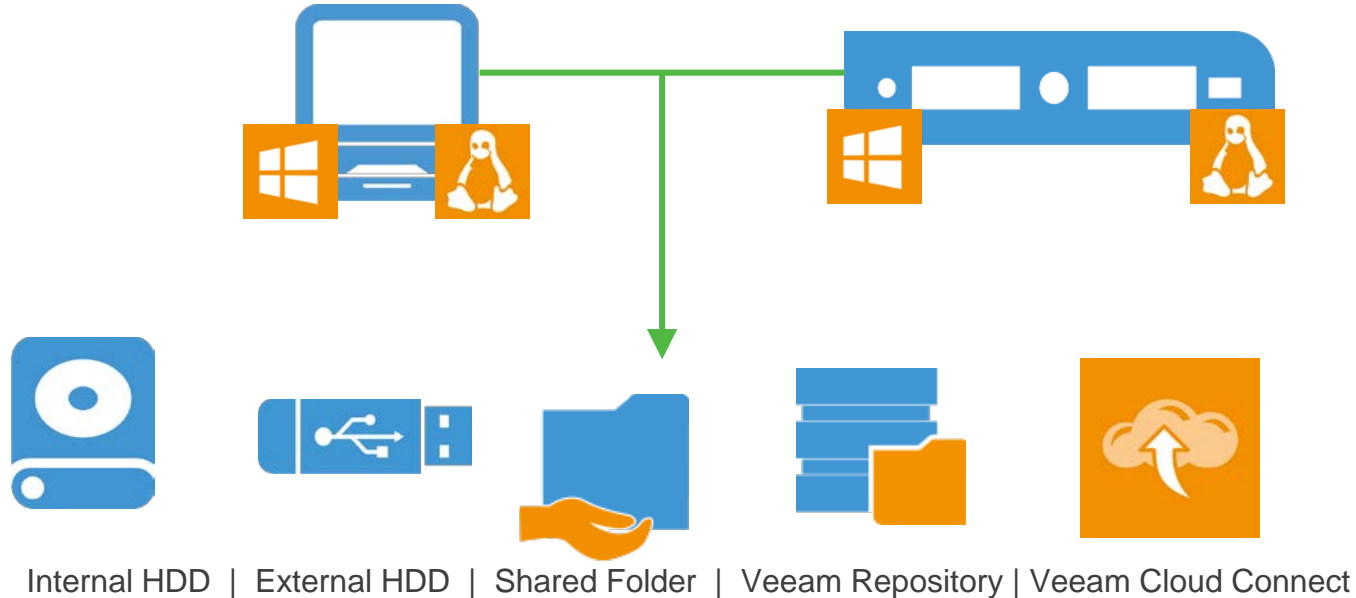 Internal HDD | External HDD | Shared Folder | Veeam Repository | Veeam Cloud Connect